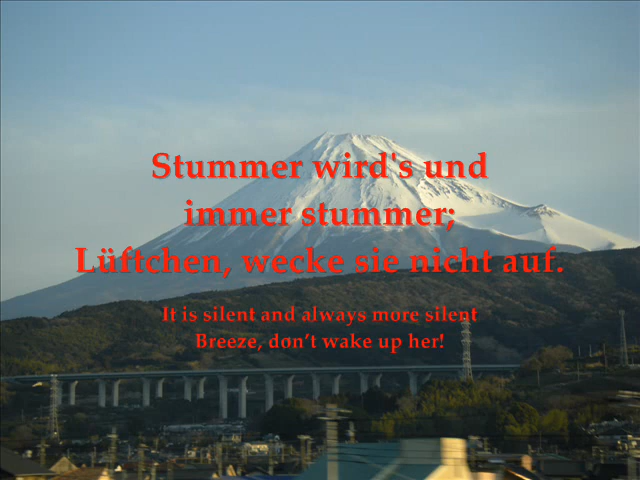 Stummer wird's und
immer stummer;
Lüftchen, wecke sie nicht auf.
It is silent and always more silent
Breeze, don’t wake up her!